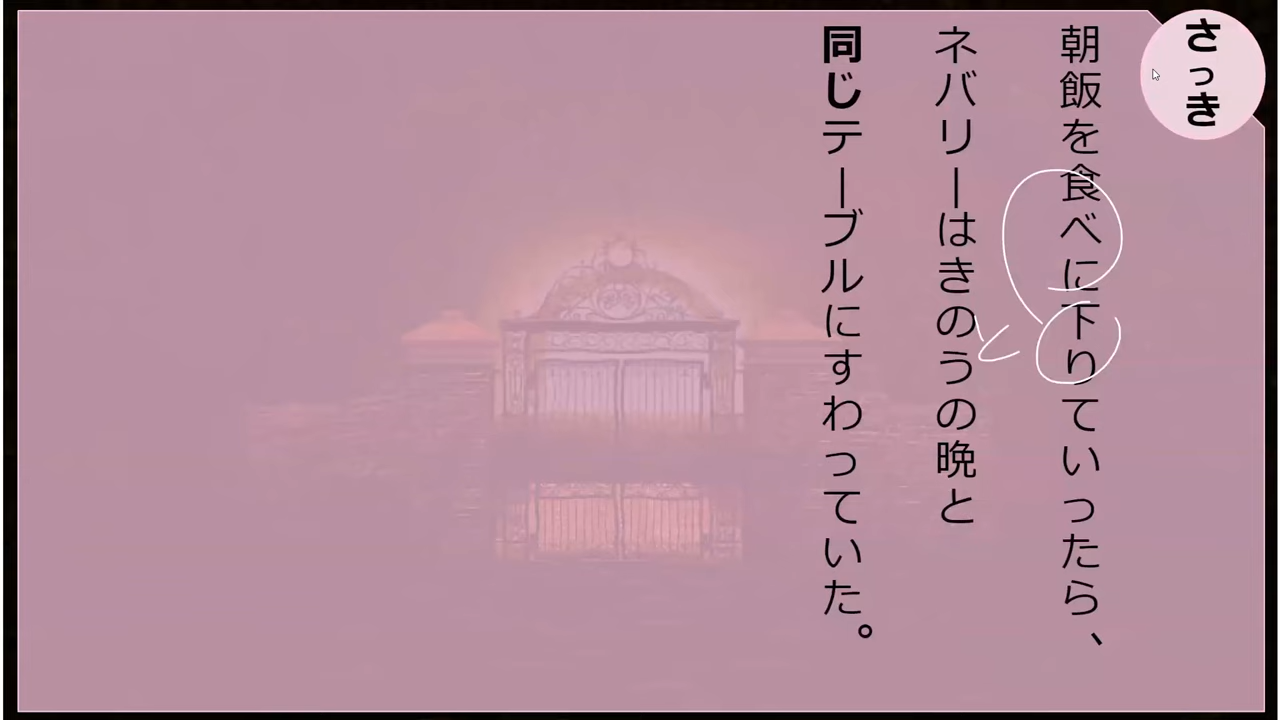 さっき
朝飯を食べに下りていったら、
ネバリーはきのうの晩と
同じテーブルにすわっていた。
と